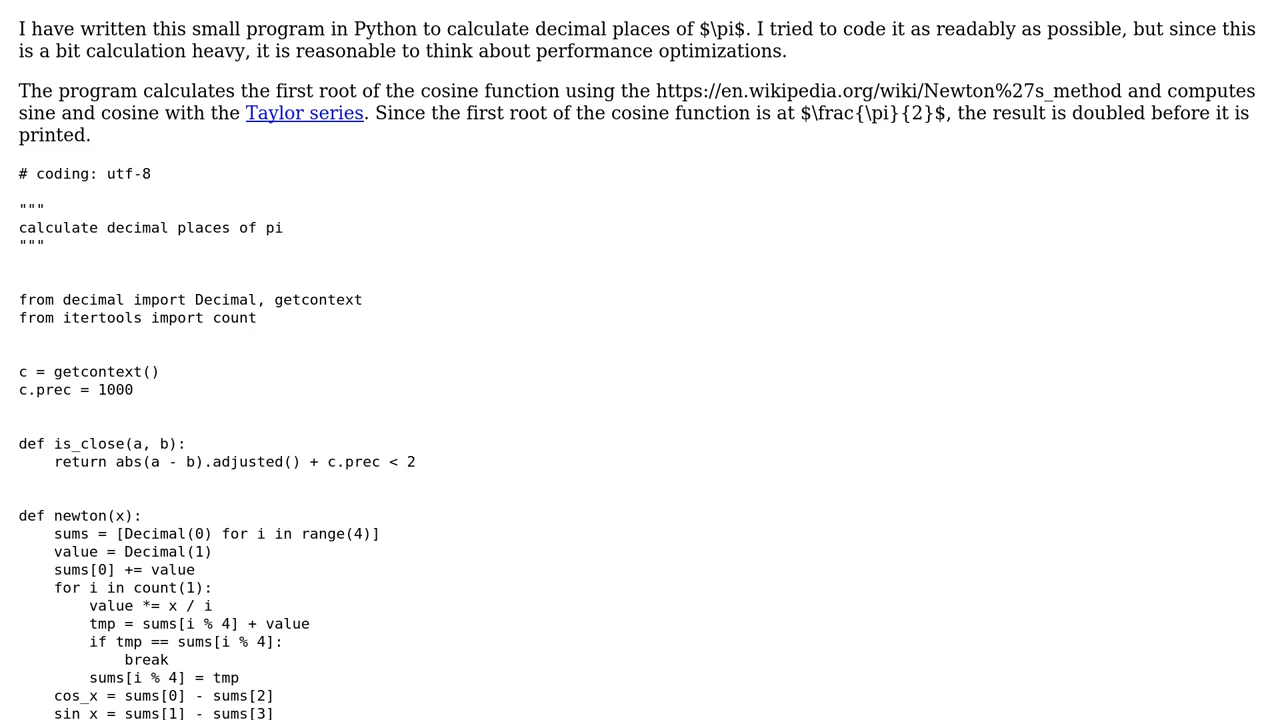 I have written this small program in Python to calculate decimal places of $\pi$. I tried to code it as readably as possible, but since this
is a bit calculation heavy, it is reasonable to think about performance optimizations.
The program calculates the first root of the cosine function using the https://en.wikipedia.org/wiki/Newton%27s_method and computes
sine and cosine with the Taylor series. Since the first root of the cosine function is at $\frac{\pi}{2}$, the result is doubled before it is
printed.
# coding: utf-8
"""
calculate decimal places of pi
"""
from decimal import Decimal, getcontext
from itertools import count
c = getcontext()
c.prec = 1000
def is_close(a, b):
    return abs(a - b).adjusted() + c.prec < 2
def newton(x):
    sums = [Decimal(0) for i in range(4)]
    value = Decimal(1)
    sums[0] += value
    for i in count(1):
        value *= x / i
        tmp = sums[i % 4] + value
        if tmp == sums[i % 4]:
            break
        sums[i % 4] = tmp
    cos_x = sums[0] - sums[2]
    sin_x = sums[1] - sums[3]